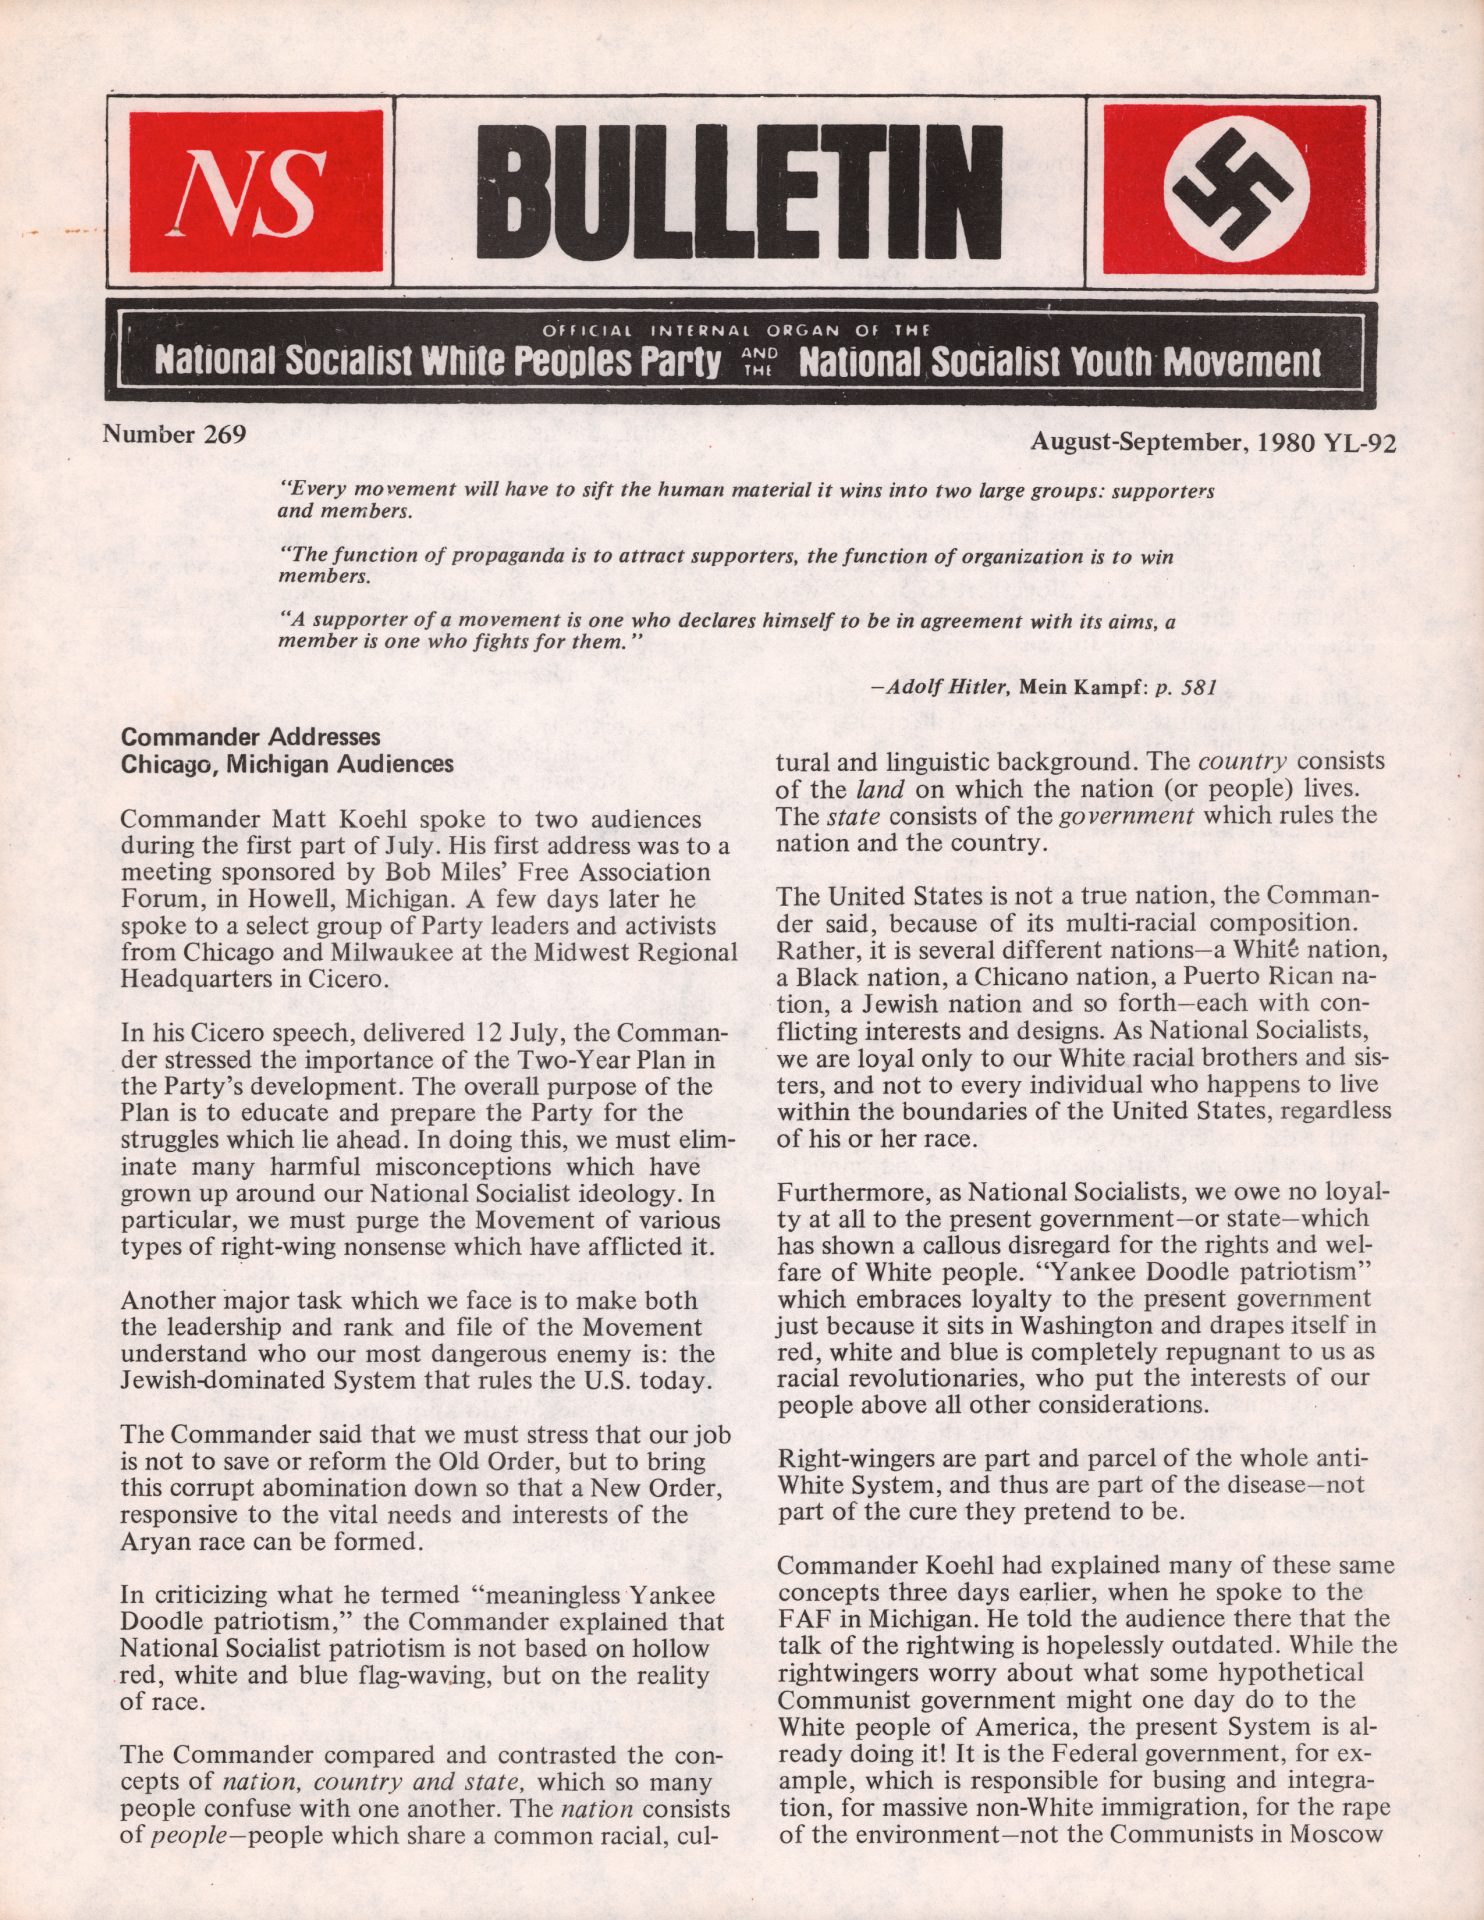 NS
BULLETIN
OFFICIAL INTERNAL ORGAN OF THE
National Socialist White Peoples Party AND THE National Socialist Youth Movement
Number 269
August-September, 1980 YL-92
“Every movement will have to sift the human material it wins into two large groups: supporters
and members.
“The function of propaganda is to attract supporters, the function of organization is to win
members.
“A supporter of a movement is one who declares himself to be in agreement with its aims, a
member is one who fights for them.”
—Adolf Hitler, Mein Kampf: p. 581
Commander Addresses
Chicago, Michigan Audiences
Commander Matt Koehl spoke to two audiences
during the first part of July. His first address was to a
meeting sponsored by Bob Miles’ Free Association
Forum, in Howell, Michigan. A few days later he
spoke to a select group of Party leaders and activists
from Chicago and Milwaukee at the Midwest Regional
Headquarters in Cicero.
In his Cicero speech, delivered 12 July, the Comman-
der stressed the importance of the Two-Year Plan in
the Party’s development. The overall purpose of the
Plan is to educate and prepare the Party for the
struggles which lie ahead. In doing this, we must elim-
inate many harmful misconceptions which have
grown up around our National Socialist ideology. In
particular, we must purge the Movement of various
types of right-wing nonsense which have afflicted it.
Another major task which we face is to make both
the leadership and rank and file of the Movement
understand who our most dangerous enemy is: the
Jewish-dominated System that rules the U.S. today.
The Commander said that we must stress that our job
is not to save or reform the Old Order, but to bring
this corrupt abomination down so that a New Order,
responsive to the vital needs and interests of the
Aryan race can be formed.
In criticizing what he termed “meaningless Yankee
Doodle patriotism,” the Commander explained that
National Socialist patriotism is not based on hollow
red, white and blue flag-waving, but on the reality
of race.
The Commander compared and contrasted the con-
cepts of nation, country and state, which so many
people confuse with one another. The nation consists
of people—people which share a common racial, cul-
tural and linguistic background. The country consists
of the land on which the nation (or people) lives.
The state consists of the government which rules the
nation and the country.
The United States is not a true nation, the Comman-
der said, because of its multi-racial composition.
Rather, it is several different nations—a White nation,
a Black nation, a Chicano nation, a Puerto Rican na-
tion, a Jewish nation and so forth—each with con-
flicting interests and designs. As National Socialists,
we are loyal only to our White racial brothers and sis-
ters, and not to every individual who happens to live
within the boundaries of the United States, regardless
of his or her race.
Furthermore, as National Socialists, we owe no loyal-
ty at all to the present government—or state—which
has shown a callous disregard for the rights and wel-
fare of White people. “Yankee Doodle patriotism”
which embraces loyalty to the present government
just because it sits in Washington and drapes itself in
red, white and blue is completely repugnant to us as
racial revolutionaries, who put the interests of our
people above all other considerations.
Right-wingers are part and parcel of the whole anti-
White System, and thus are part of the disease—not
part of the cure they pretend to be.
Commander Koehl had explained many of these same
concepts three days earlier, when he spoke to the
FAF in Michigan. He told the audience there that the
talk of the rightwing is hopelessly outdated. While the
rightwingers worry about what some hypothetical
Communist government might one day do to the
White people of America, the present System is al-
ready doing it! It is the Federal government, for ex-
ample, which is responsible for busing and integra-
tion, for massive non-White immigration, for the rape
of the environment—not the Communists in Moscow